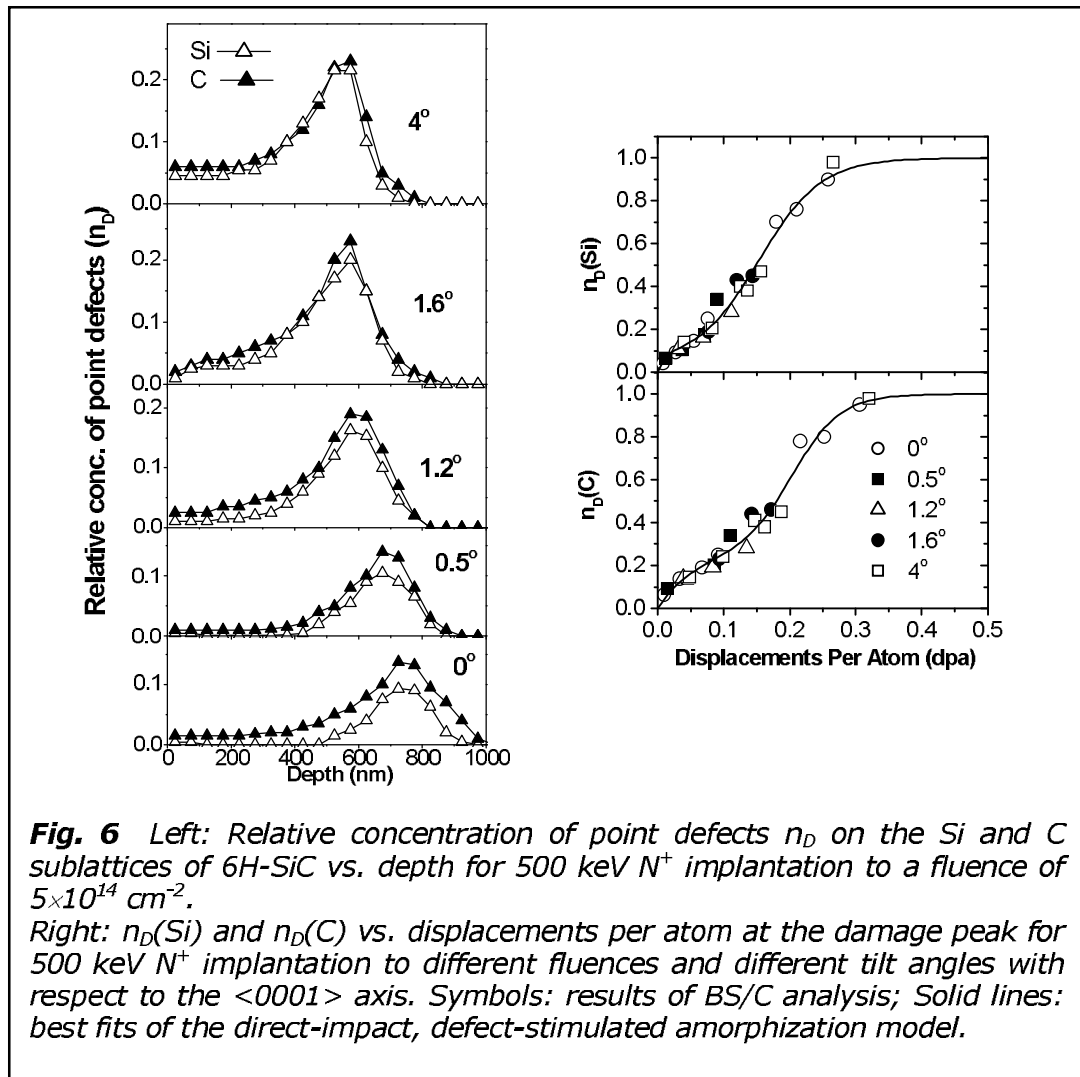 Si
C
4°
1.6°
1.2°
0.5°
0°
0.2
0.1
0.0
0.2
0.1
0.0
0.2
0.1
0.0
0.1
0.0
0.1
0.0
0 200 400 600 800 1000
Depth (nm)
Relative conc. of point defects (n_D)
1.0
0.8
0.6
0.4
0.2
0.0
n_D(Si)
1.0
0.8
0.6
0.4
0.2
0.0
n_D(C)
0°
0.5°
1.2°
1.6°
4°
0.0 0.1 0.2 0.3 0.4 0.5
Displacements Per Atom (dpa)
Fig. 6 Left: Relative concentration of point defects n_D on the Si and C
sublattices of 6H-SiC vs. depth for 500 keV N⁺ implantation to a fluence of
5×10¹⁴ cm⁻².
Right: n_D(Si) and n_D(C) vs. displacements per atom at the damage peak for
500 keV N⁺ implantation to different fluences and different tilt angles with
respect to the <0001> axis. Symbols: results of BS/C analysis; Solid lines:
best fits of the direct-impact, defect-stimulated amorphization model.